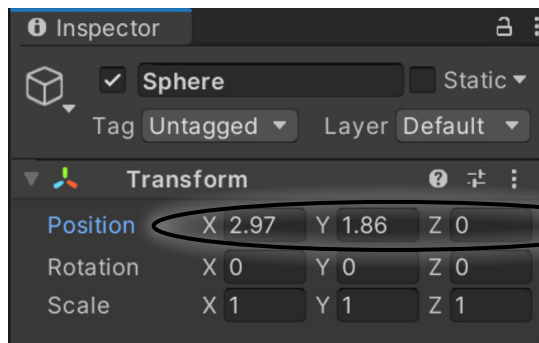 Inspector
Sphere Static
Tag Untagged Layer Default
Transform
Position X 2.97 Y 1.86 Z 0
Rotation X 0 Y 0 Z 0
Scale X 1 Y 1 Z 1